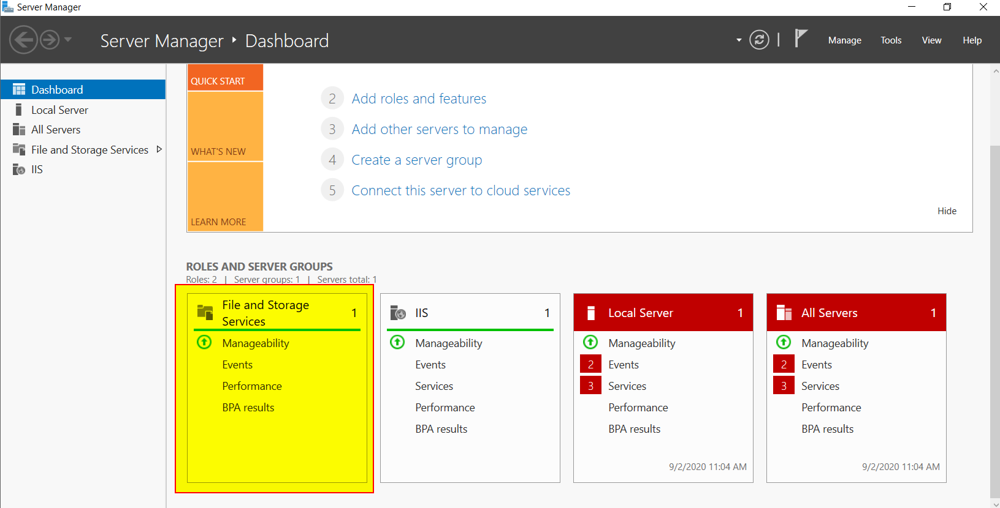 Server Manager
Server Manager ‣ Dashboard
Manage
Tools
View
Help
Dashboard
Local Server
All Servers
File and Storage Services
IIS
QUICK START
WHAT'S NEW
LEARN MORE
2 Add roles and features
3 Add other servers to manage
4 Create a server group
5 Connect this server to cloud services
Hide
ROLES AND SERVER GROUPS
Roles: 2 | Server groups: 1 | Servers total: 1
File and Storage
Services 1
Manageability
Events
Performance
BPA results
IIS 1
Manageability
Events
Services
Performance
BPA results
Local Server 1
Manageability
2 Events
3 Services
Performance
BPA results
9/2/2020 11:04 AM
All Servers 1
Manageability
2 Events
3 Services
Performance
BPA results
9/2/2020 11:04 AM